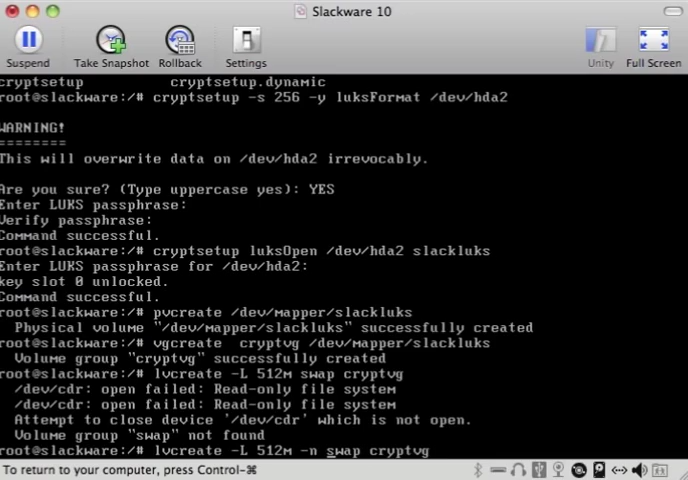 Slackware 10
Suspend
Take Snapshot
Rollback
Settings
Unity
Full Screen
cryptsetup cryptsetup.dynamic
root@slackware:/# cryptsetup -s 256 -y luksFormat /dev/hda2
WARNING!
========
This will overwrite data on /dev/hda2 irrevocably.
Are you sure? (Type uppercase yes): YES
Enter LUKS passphrase:
Verify passphrase:
Command successful.
root@slackware:/# cryptsetup luksOpen /dev/hda2 slackluks
Enter LUKS passphrase for /dev/hda2:
key slot 0 unlocked.
Command successful.
root@slackware:/# pvcreate /dev/mapper/slackluks
Physical volume "/dev/mapper/slackluks" successfully created
root@slackware:/# vgcreate cryptvg /dev/mapper/slackluks
Volume group "cryptvg" successfully created
root@slackware:/# lvcreate -L 512m swap cryptvg
/dev/cdr: open failed: Read-only file system
/dev/cdr: open failed: Read-only file system
Attempt to close device '/dev/cdr' which is not open.
Volume group "swap" not found
root@slackware:/# lvcreate -L 512m -n swap cryptvg
To return to your computer, press Control-⌘